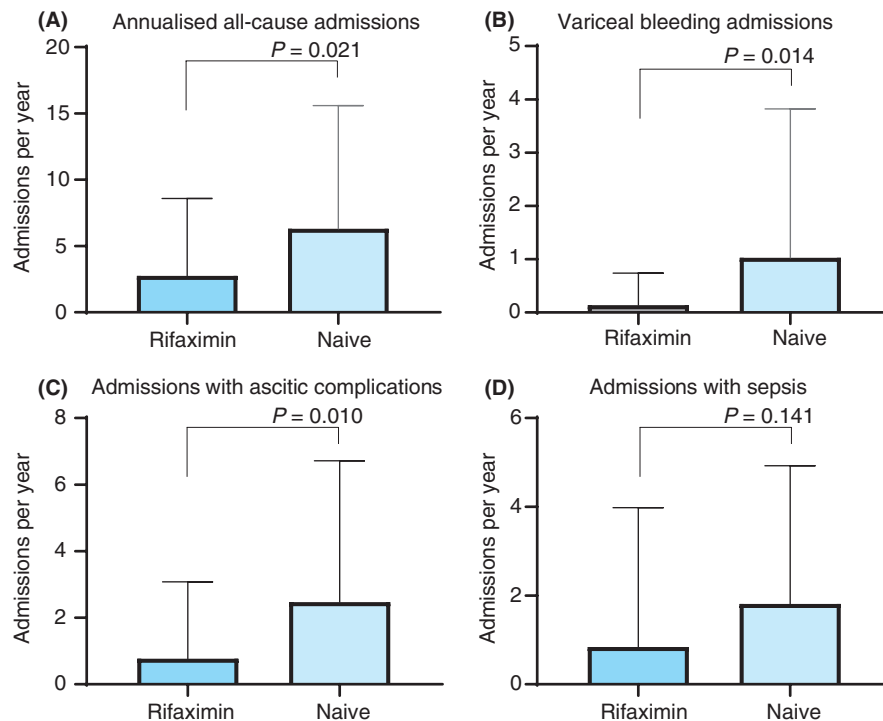 (A) Annualised all-cause admissions
P = 0.021
Admissions per year
20
15
10
5
0
Rifaximin Naive
(B) Variceal bleeding admissions
P = 0.014
Admissions per year
5
4
3
2
1
0
Rifaximin Naive
(C) Admissions with ascitic complications
P = 0.010
Admissions per year
8
6
4
2
0
Rifaximin Naive
(D) Admissions with sepsis
P = 0.141
Admissions per year
6
4
2
0
Rifaximin Naive